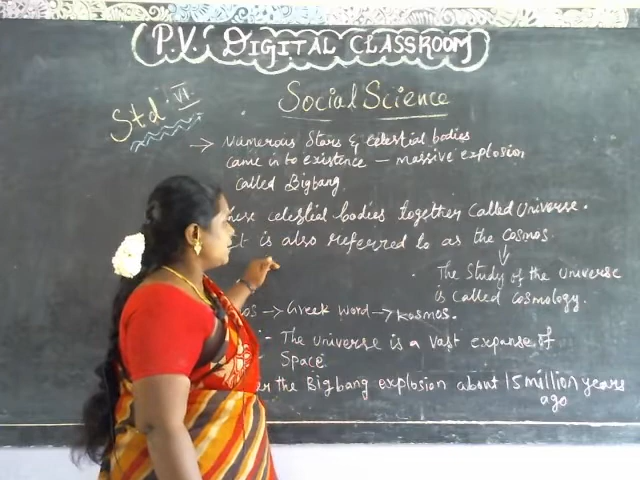 P.V. DIGITAL CLASSROOM
Std VI
Social Science
→ Numerous Stars & Celestial bodies
came in to existence – massive explosion
called Bigbang.
celestial bodies together called Universe.
is also referred to as the Cosmos.
The Study of the Universe
is called Cosmology.
→ Greek word → Kosmos.
:- The Universe is a vast expanse of
Space
the Bigbang explosion about 15 million years
ago